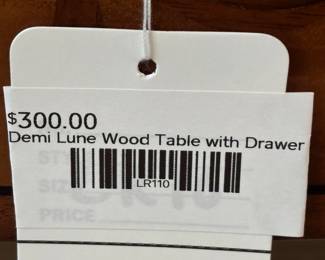 $300.00
Demi Lune Wood Table with Drawer
LR110
STY
SIZ
PRICE